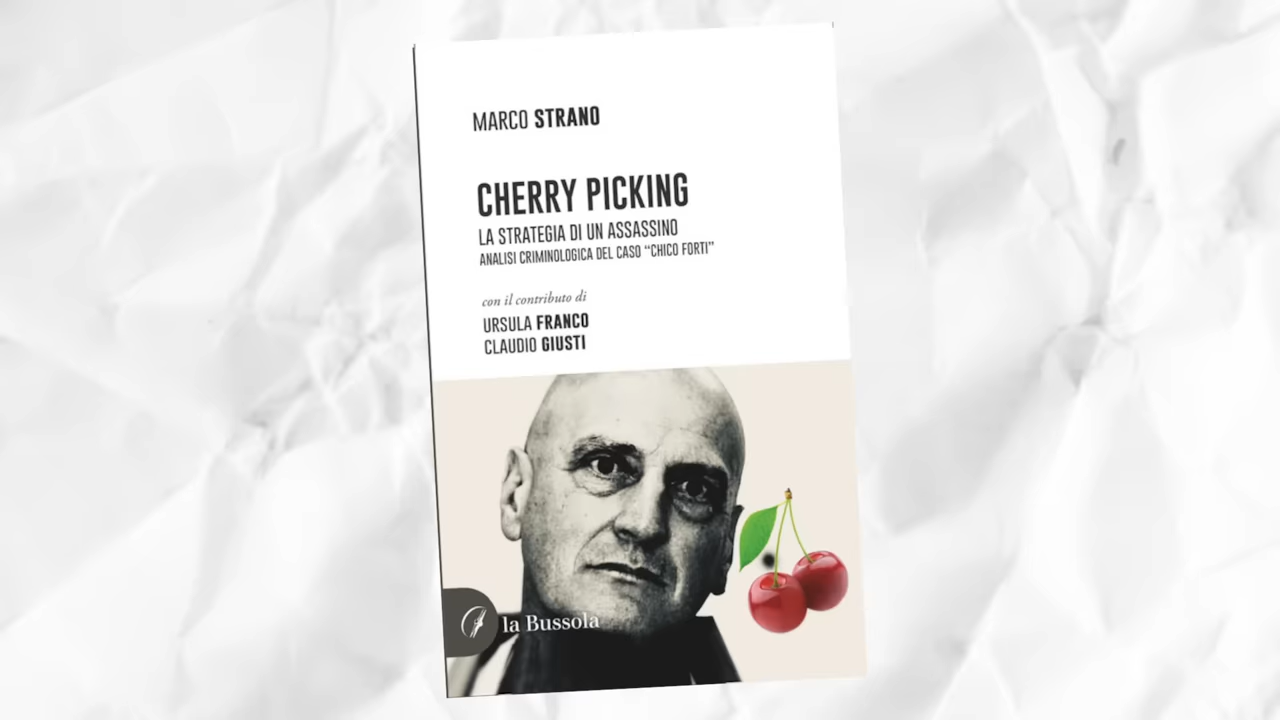 MARCO STRANO
CHERRY PICKING
LA STRATEGIA DI UN ASSASSINO
ANALISI CRIMINOLOGICA DEL CASO “CHICO FORTI”
con il contributo di
URSULA FRANCO
CLAUDIO GIUSTI
la Bussola